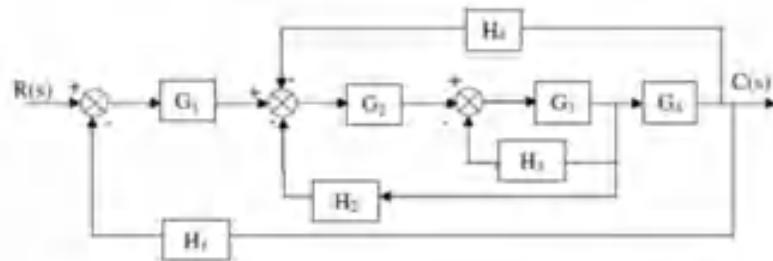 H₄
R(s)
+
-
G₁
+
-
-
G₂
+
-
G₃
G₄
C(s)
H₃
H₂
H₁